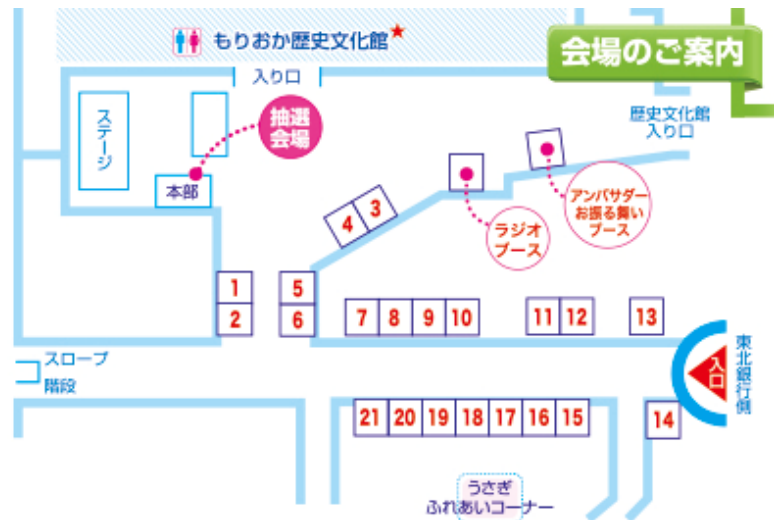 もりおか歴史文化館★
会場のご案内
入り口
ステージ
抽選
会場
歴史文化館
入り口
本部
アンバサダー
お振る舞い
ブース
ラジオ
ブース
4 3
1
2
5
6
7 8 9 10
11 12
13
入口
東北銀行側
スロープ
階段
21 20 19 18 17 16 15
14
うさぎ
ふれあいコーナー